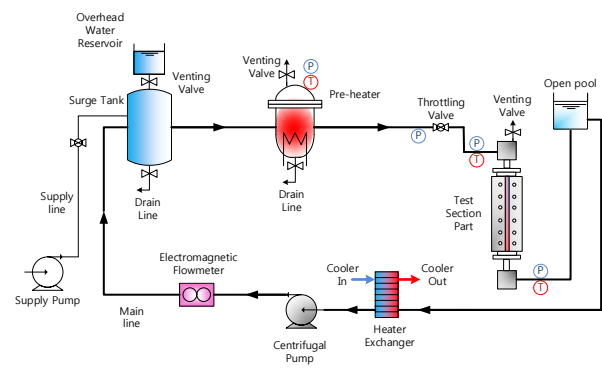 Overhead
Water
Reservoir
Venting
Valve
Surge Tank
Supply
line
Supply Pump
Drain
Line
Venting
Valve
P
T
Pre-heater
Drain
Line
Throttling
Valve
P
P
T
Venting
Valve
Open pool
Test
Section
Part
P
T
Electromagnetic
Flowmeter
Main
line
Centrifugal
Pump
Cooler
In
Cooler
Out
Heater
Exchanger